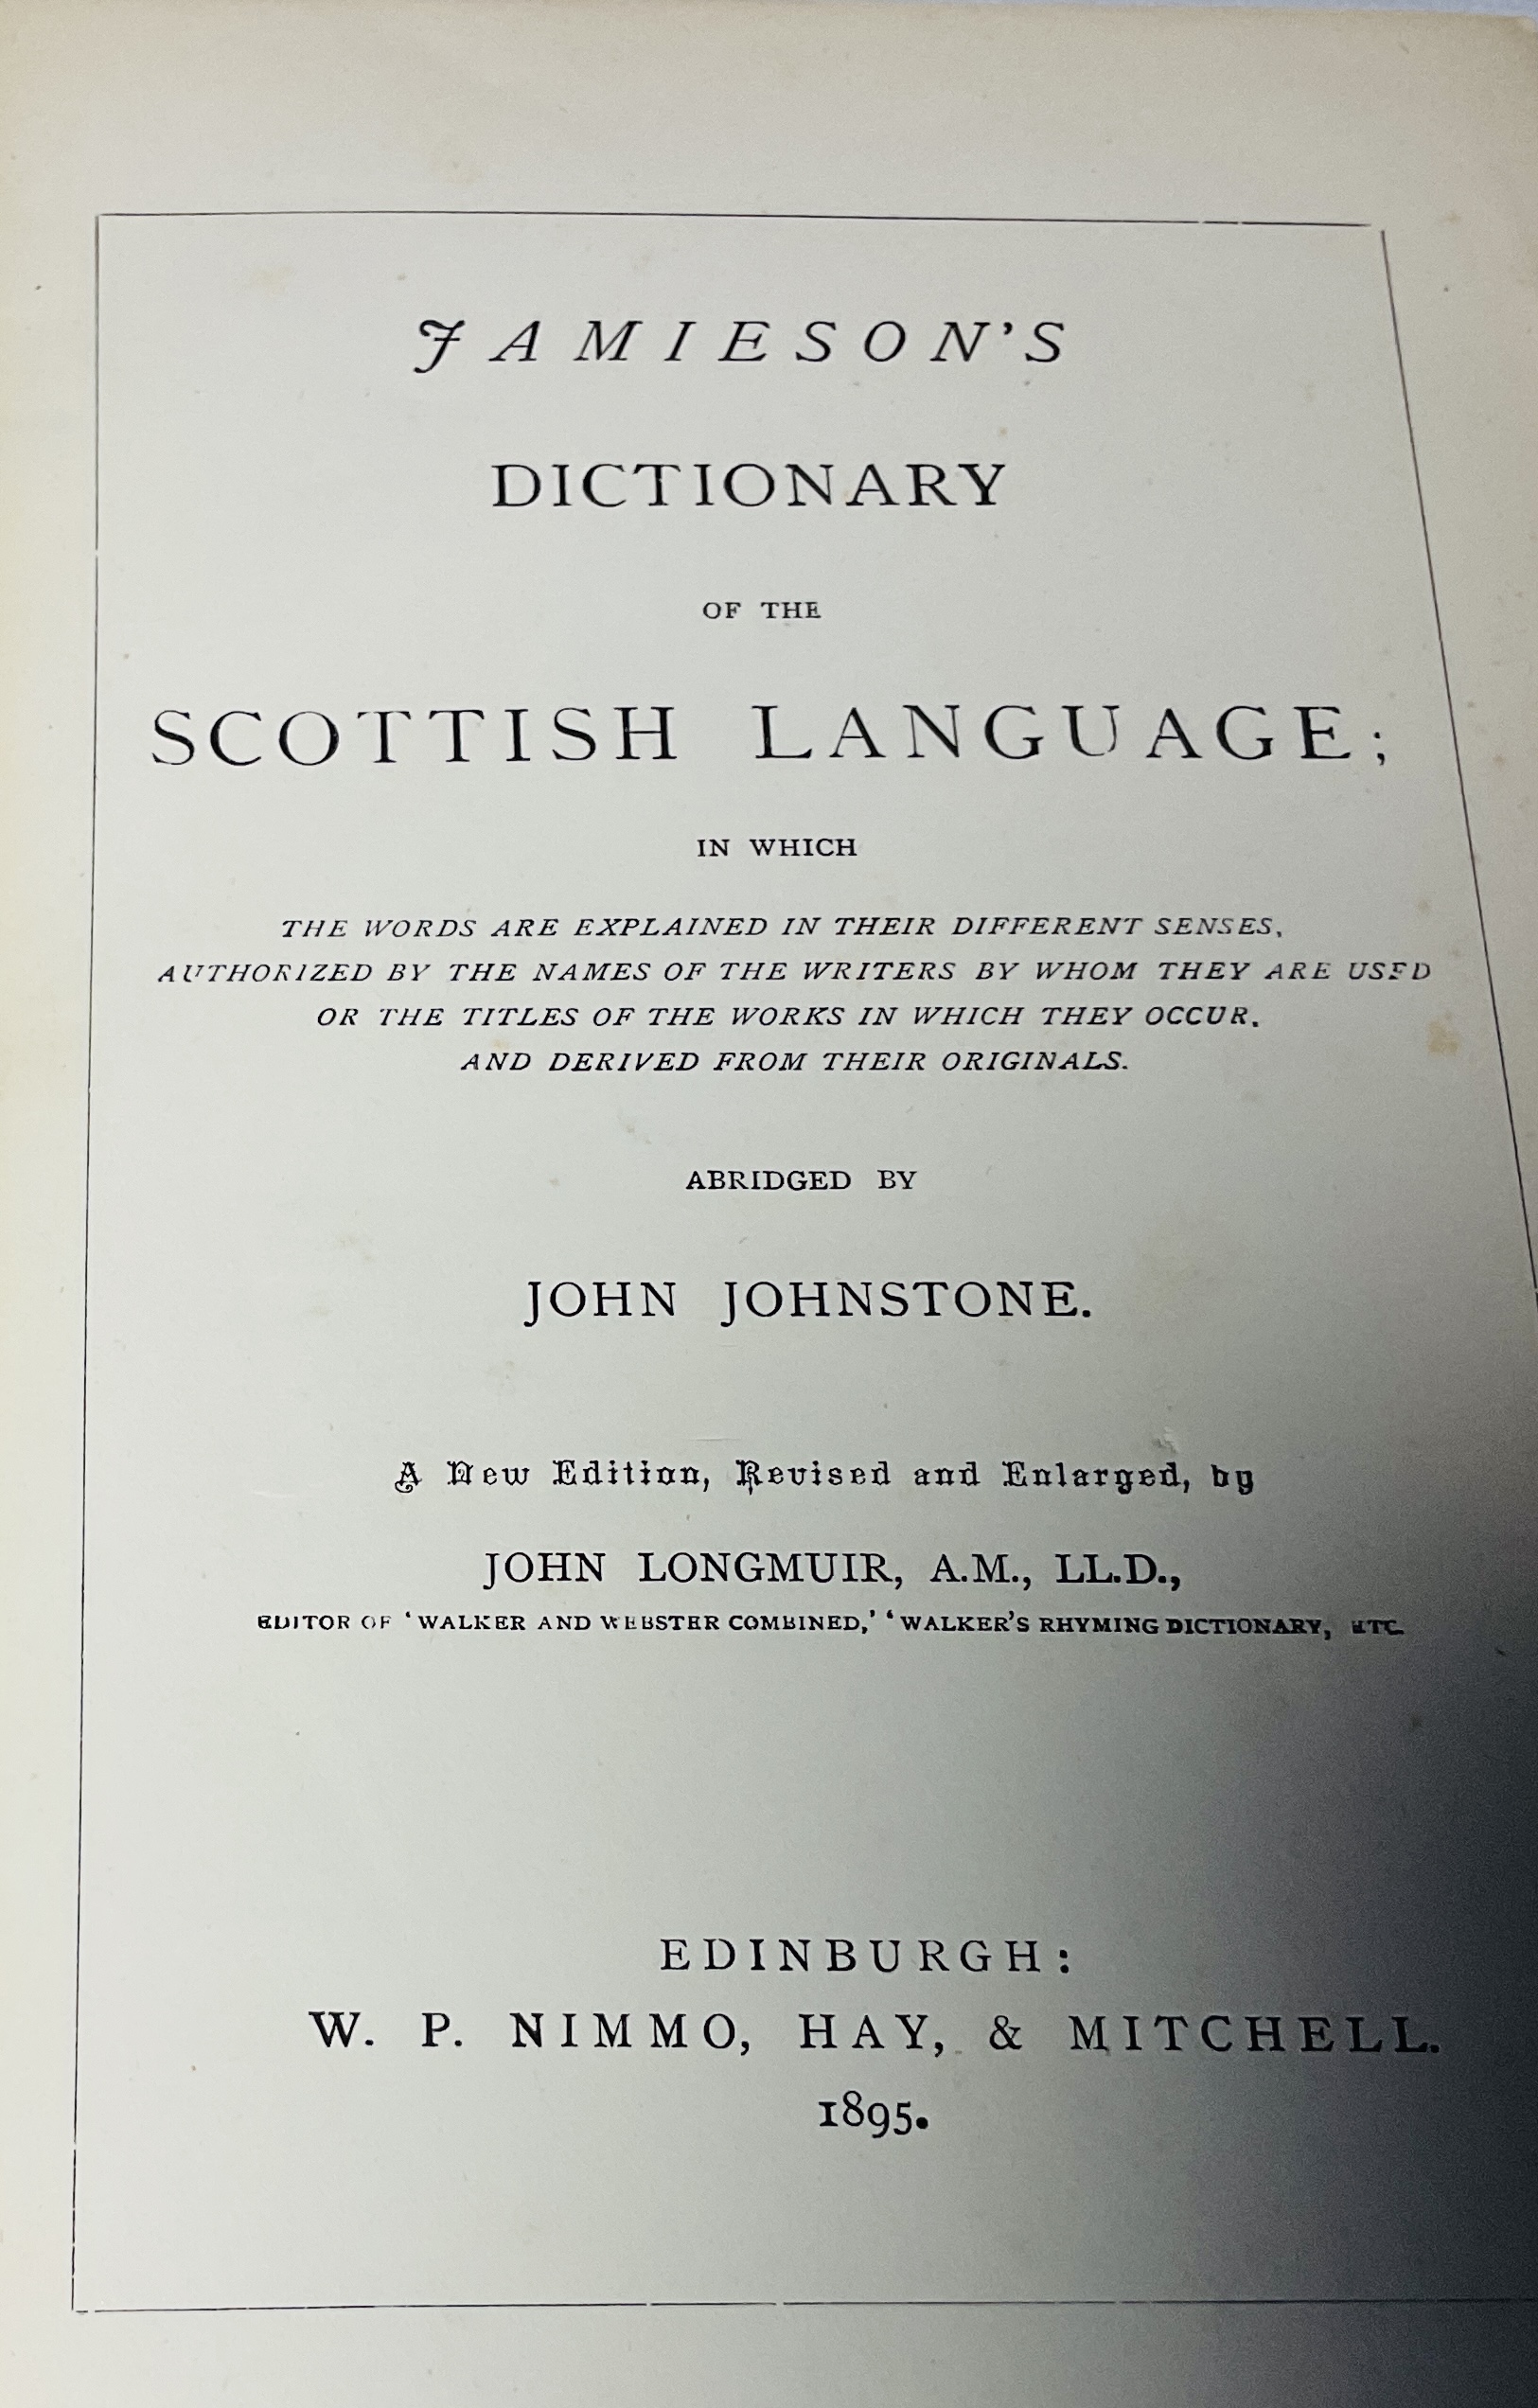 JAMIESON'S
DICTIONARY
OF THE
SCOTTISH LANGUAGE;
IN WHICH
THE WORDS ARE EXPLAINED IN THEIR DIFFERENT SENSES,
AUTHORIZED BY THE NAMES OF THE WRITERS BY WHOM THEY ARE USED
OR THE TITLES OF THE WORKS IN WHICH THEY OCCUR,
AND DERIVED FROM THEIR ORIGINALS.
ABRIDGED BY
JOHN JOHNSTONE.
A New Edition, Revised and Enlarged, by
JOHN LONGMUIR, A.M., LL.D.,
EDITOR OF 'WALKER AND WEBSTER COMBINED,' 'WALKER'S RHYMING DICTIONARY, ETC.
EDINBURGH:
W. P. NIMMO, HAY, & MITCHELL.
1895.